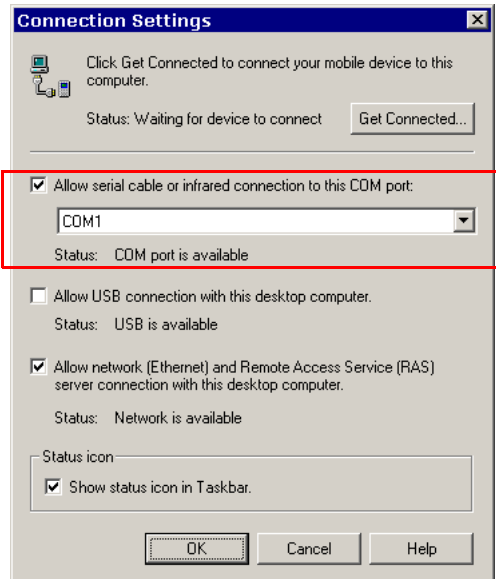 Connection Settings
Click Get Connected to connect your mobile device to this
computer.
Status: Waiting for device to connect
Get Connected...
Allow serial cable or infrared connection to this COM port:
COM1
Status: COM port is available
Allow USB connection with this desktop computer.
Status: USB is available
Allow network (Ethernet) and Remote Access Service (RAS)
server connection with this desktop computer.
Status: Network is available
Status icon
Show status icon in Taskbar.
OK Cancel Help